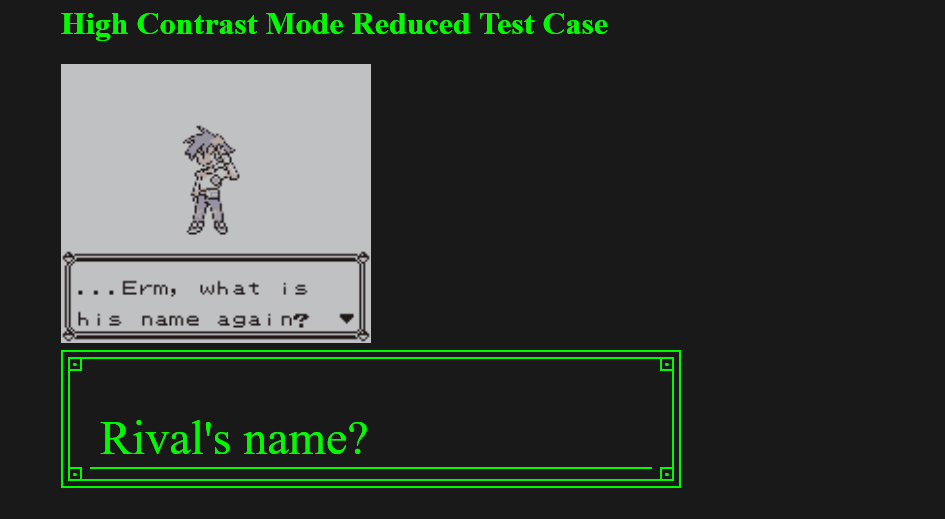 High Contrast Mode Reduced Test Case
...Erm, what is
his name again?
Rival's name?